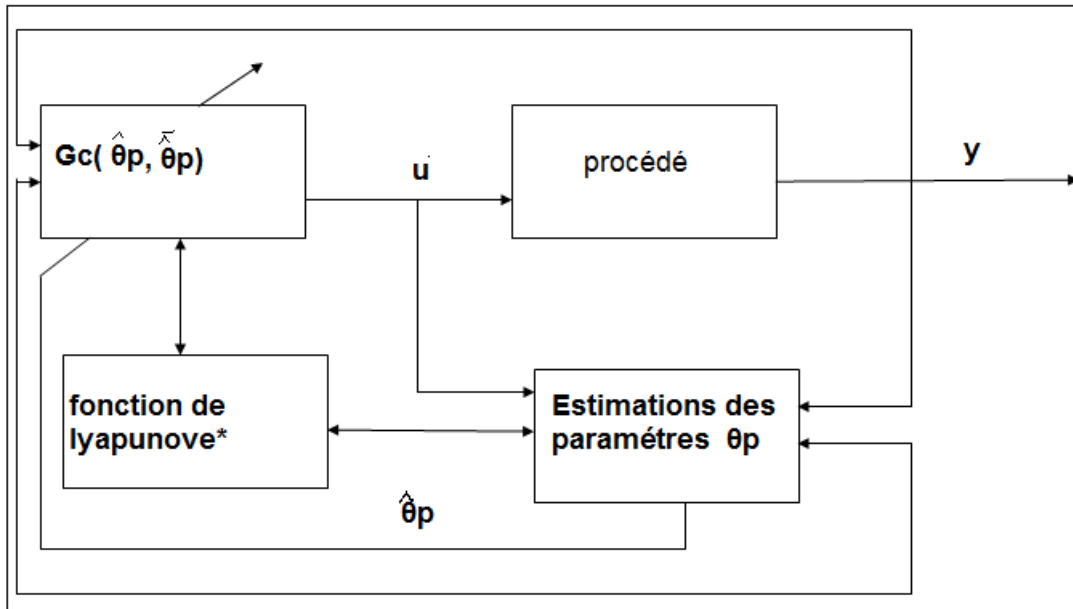 Gc( θ̂p, θ̂̄p)
u
procédé
y
fonction de
lyapunove*
Estimations des
paramétres θp
θ̂p